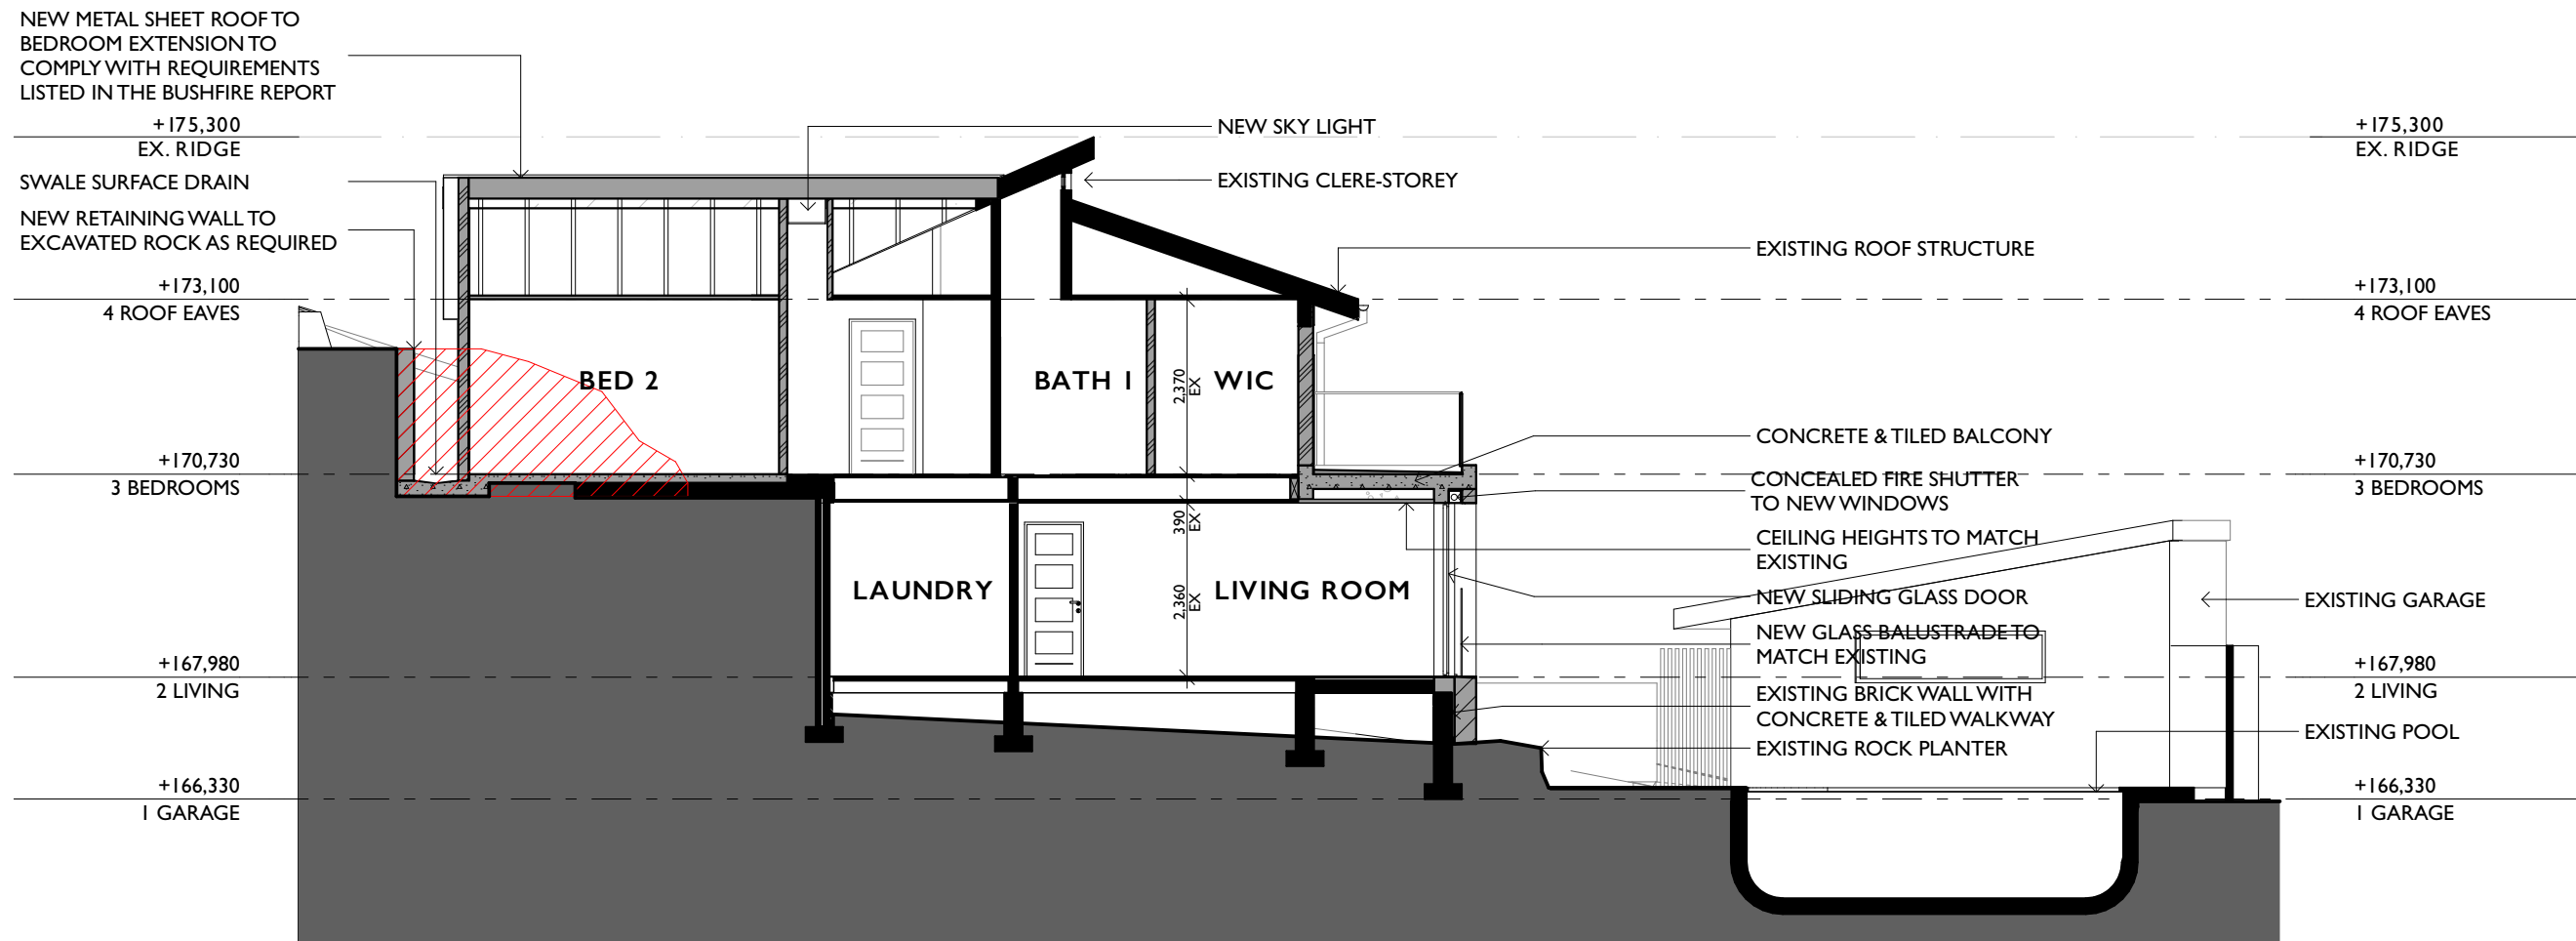 NEW METAL SHEET ROOF TO
BEDROOM EXTENSION TO
COMPLY WITH REQUIREMENTS
LISTED IN THE BUSHFIRE REPORT
+175,300
EX. RIDGE
SWALE SURFACE DRAIN
NEW RETAINING WALL TO
EXCAVATED ROCK AS REQUIRED
+173,100
4 ROOF EAVES
+170,730
3 BEDROOMS
+167,980
2 LIVING
+166,330
1 GARAGE
NEW SKY LIGHT
EXISTING CLERE-STOREY
EXISTING ROOF STRUCTURE
BED 2
BATH 1
WIC
2,370
EX
390
EX
2,360
EX
LAUNDRY
LIVING ROOM
CONCRETE & TILED BALCONY
CONCEALED FIRE SHUTTER
TO NEW WINDOWS
CEILING HEIGHTS TO MATCH
EXISTING
NEW SLIDING GLASS DOOR
NEW GLASS BALUSTRADE TO
MATCH EXISTING
EXISTING BRICK WALL WITH
CONCRETE & TILED WALKWAY
EXISTING ROCK PLANTER
EXISTING GARAGE
EXISTING POOL
+175,300
EX. RIDGE
+173,100
4 ROOF EAVES
+170,730
3 BEDROOMS
+167,980
2 LIVING
+166,330
1 GARAGE